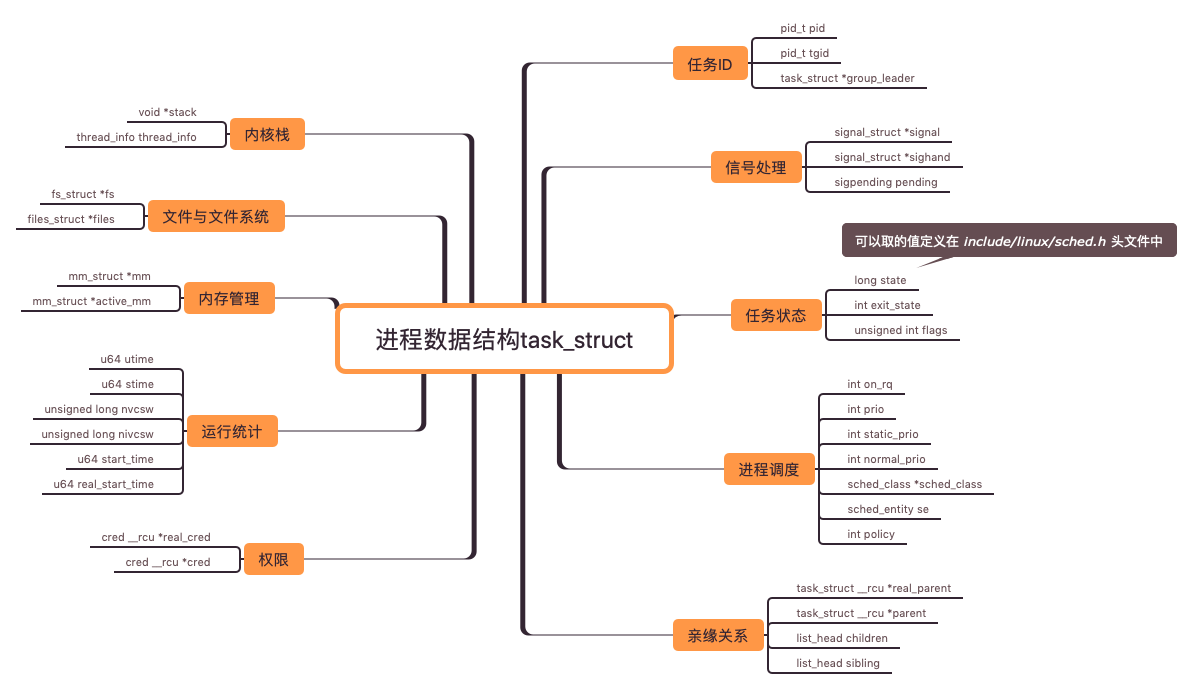 进程数据结构task_struct
任务ID
pid_t pid
pid_t tgid
task_struct *group_leader
信号处理
signal_struct *signal
signal_struct *sighand
sigpending pending
可以取的值定义在 include/linux/sched.h 头文件中
任务状态
long state
int exit_state
unsigned int flags
进程调度
int on_rq
int prio
int static_prio
int normal_prio
sched_class *sched_class
sched_entity se
int policy
亲缘关系
task_struct __rcu *real_parent
task_struct __rcu *parent
list_head children
list_head sibling
内核栈
void *stack
thread_info thread_info
文件与文件系统
fs_struct *fs
files_struct *files
内存管理
mm_struct *mm
mm_struct *active_mm
运行统计
u64 utime
u64 stime
unsigned long nvcsw
unsigned long nivcsw
u64 start_time
u64 real_start_time
权限
cred __rcu *real_cred
cred __rcu *cred